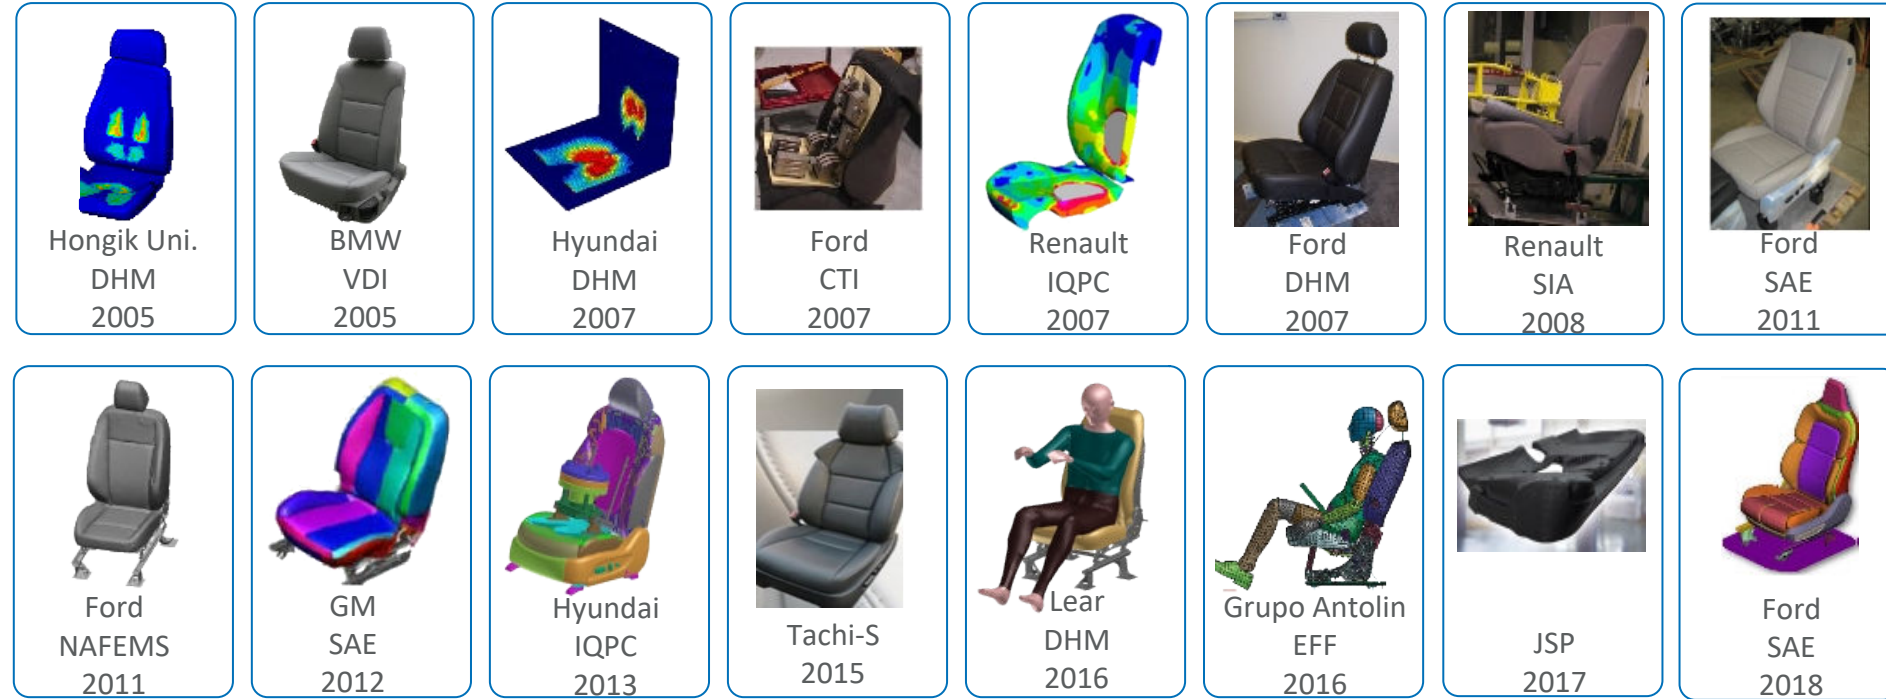 Hongik Uni.
DHM
2005
BMW
VDI
2005
Hyundai
DHM
2007
Ford
CTI
2007
Renault
IQPC
2007
Ford
DHM
2007
Renault
SIA
2008
Ford
SAE
2011
Ford
NAFEMS
2011
GM
SAE
2012
Hyundai
IQPC
2013
Tachi-S
2015
Lear
DHM
2016
Grupo Antolin
EFF
2016
JSP
2017
Ford
SAE
2018